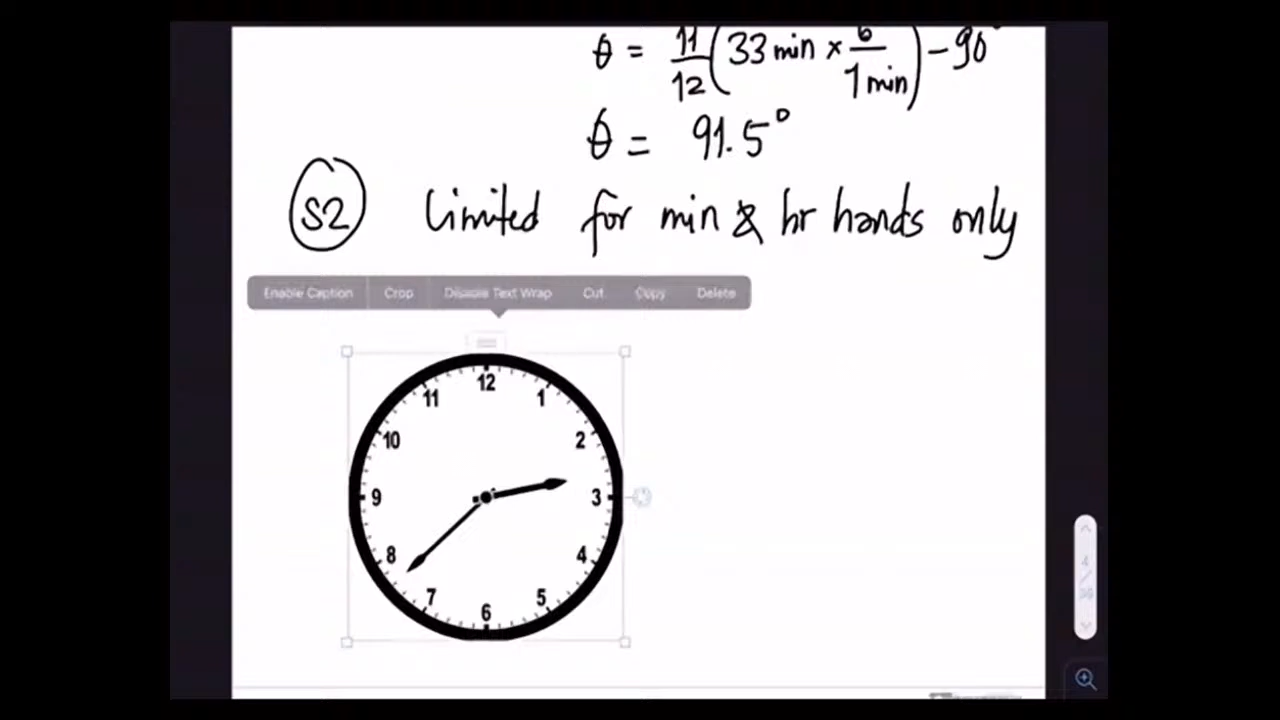 θ = 11/12 (33 min × 6/1 min) - 90°
θ = 91.5°
S2 Limited for min & hr hands only
Enable Caption Crop Disable Text Wrap Cut Copy Delete
12
11 1
10 2
9 3
8 4
7 5
6
4
/